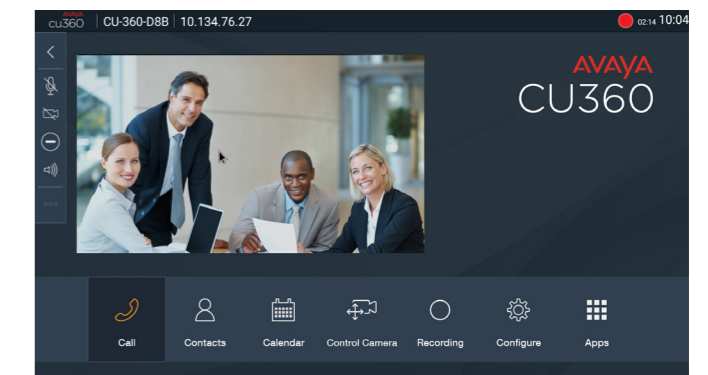 AVAYA
CU360
CU-360-D8B
10.134.76.27
02:14 10:04
AVAYA
CU360
Call
Contacts
Calendar
Control Camera
Recording
Configure
Apps